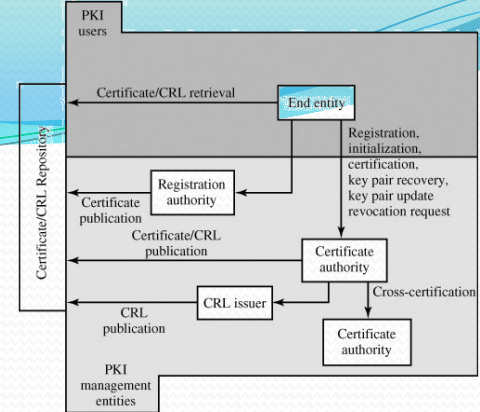 PKI
users
Certificate/CRL retrieval
End entity
Certificate/CRL Repository
Registration,
initialization,
certification,
key pair recovery,
key pair update
revocation request
Registration
authority
Certificate
publication
Certificate/CRL
publication
Certificate
authority
CRL issuer
Cross-certification
CRL
publication
Certificate
authority
PKI
management
entities